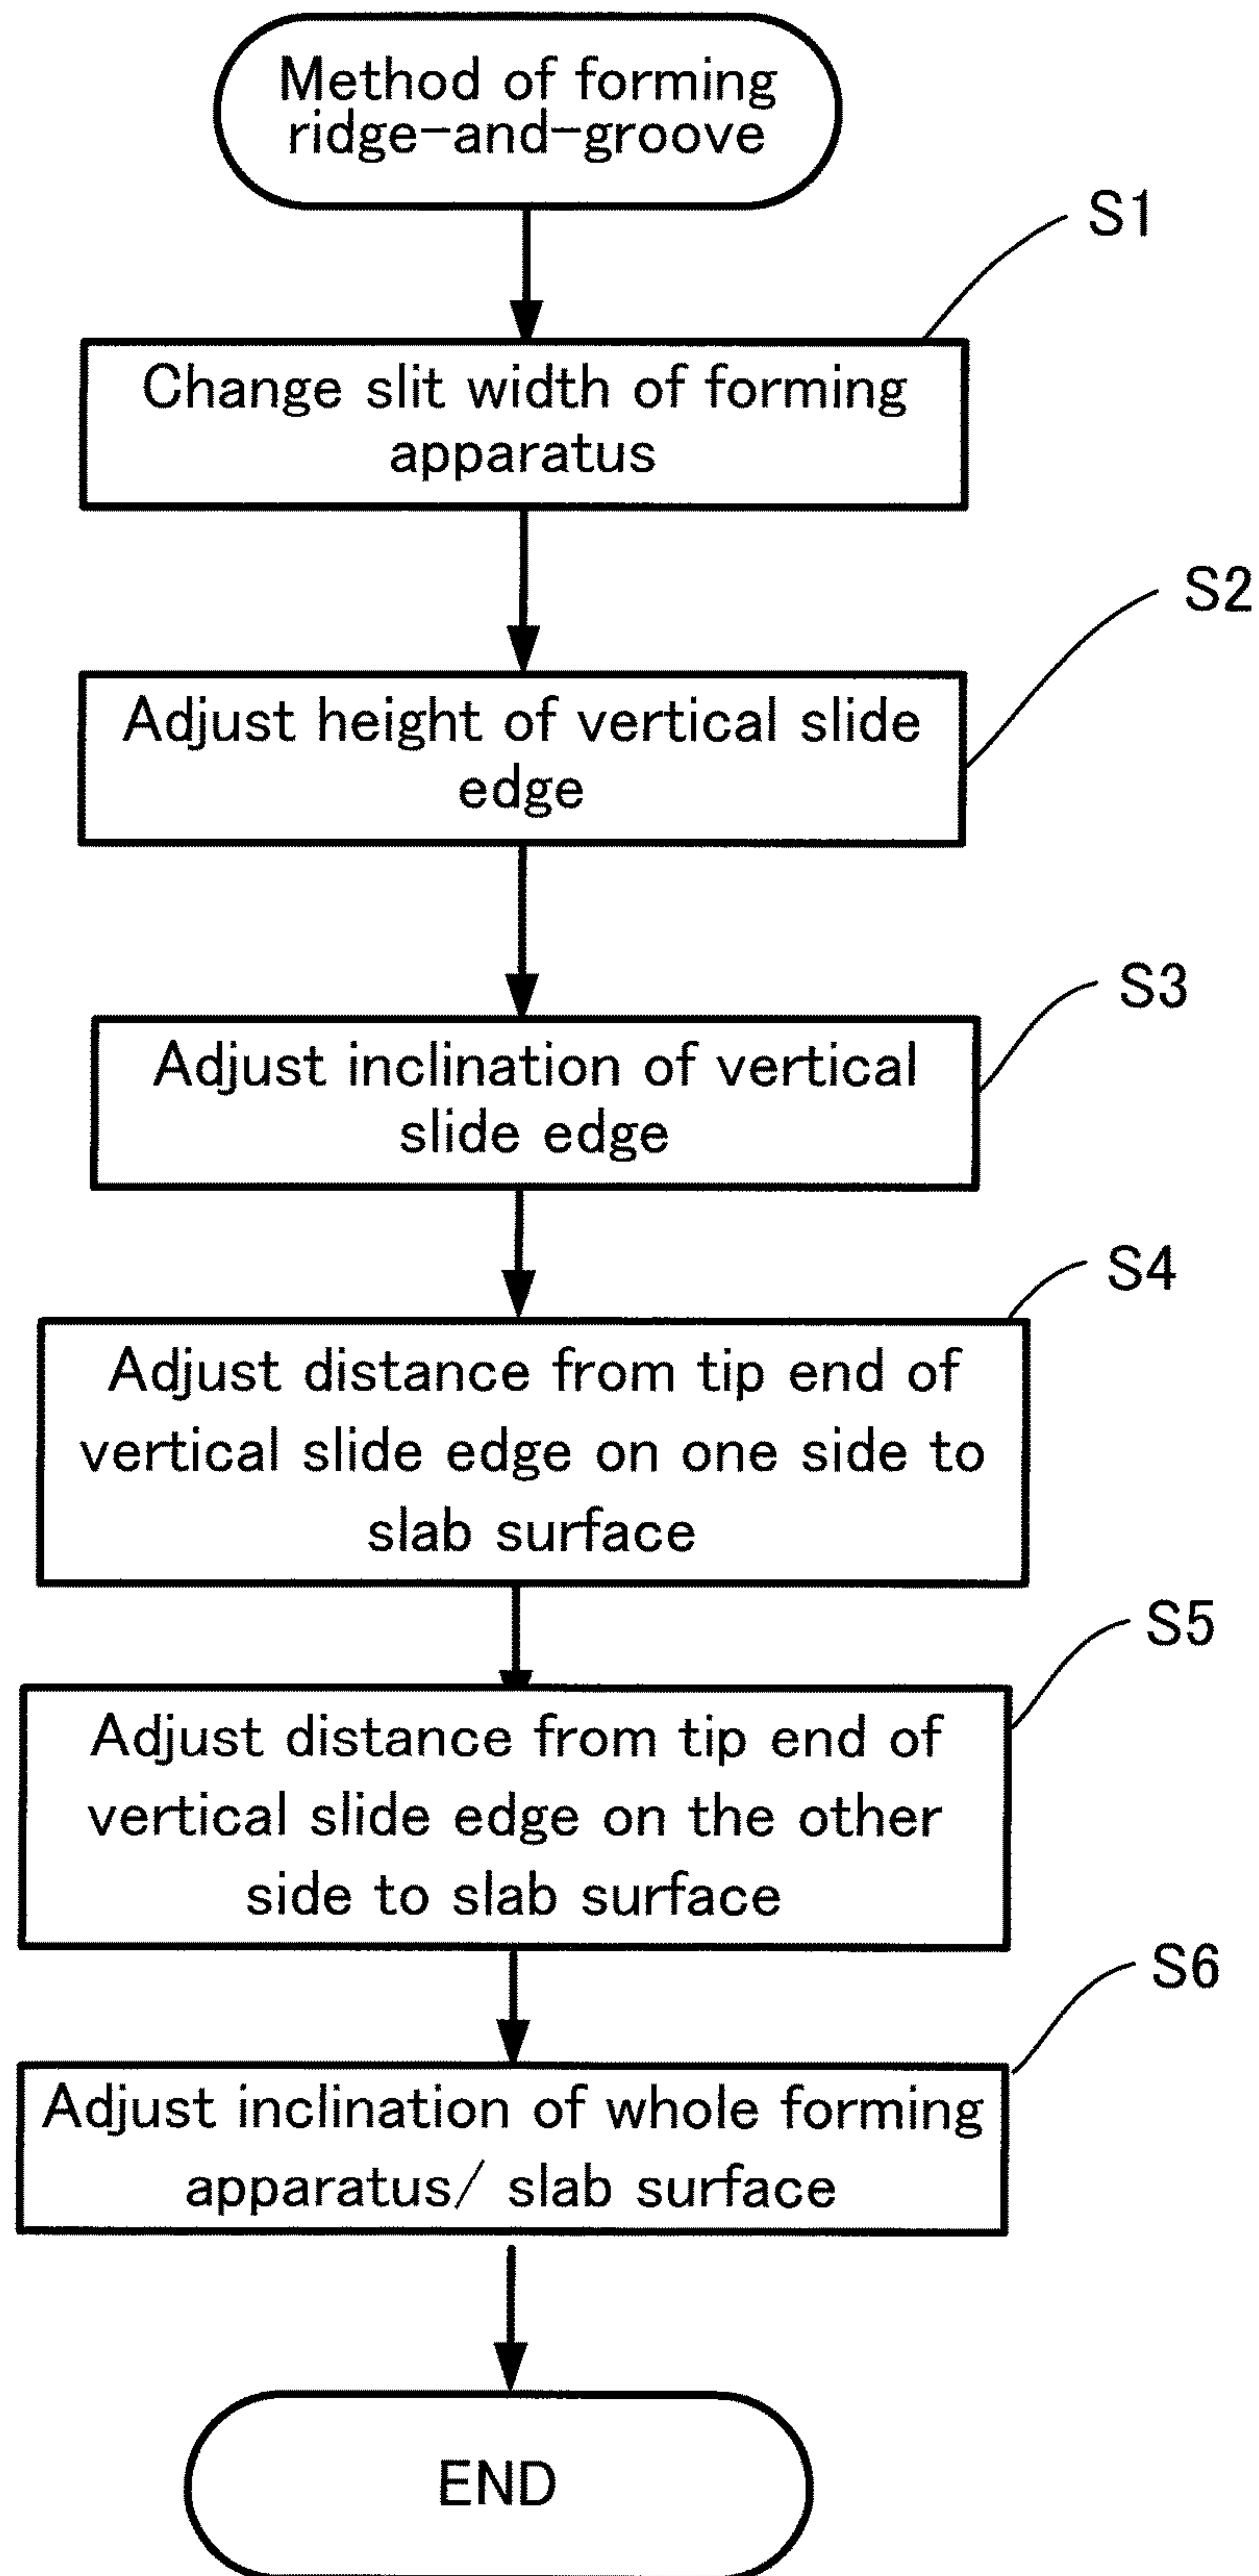 Method of forming
ridge-and-groove
S1
Change slit width of forming
apparatus
S2
Adjust height of vertical slide
edge
S3
Adjust inclination of vertical
slide edge
S4
Adjust distance from tip end of
vertical slide edge on one side to
slab surface
S5
Adjust distance from tip end of
vertical slide edge on the other
side to slab surface
S6
Adjust inclination of whole forming
apparatus/ slab surface
END